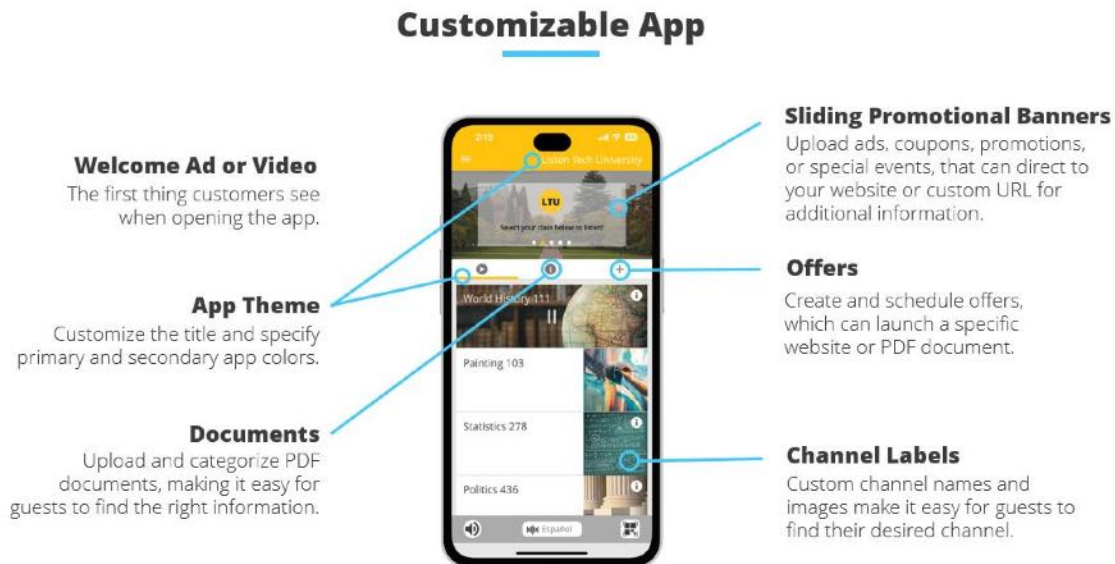 Customizable App
Welcome Ad or Video
The first thing customers see
when opening the app.
App Theme
Customize the title and specify
primary and secondary app colors.
Documents
Upload and categorize PDF
documents, making it easy for
guests to find the right information.
2:15
Listen Tech University
LTU
Select your class below to listen!
World History 111
Painting 103
Statistics 278
Politics 436
Español
Sliding Promotional Banners
Upload ads, coupons, promotions,
or special events, that can direct to
your website or custom URL for
additional information.
Offers
Create and schedule offers,
which can launch a specific
website or PDF document.
Channel Labels
Custom channel names and
images make it easy for guests to
find their desired channel.